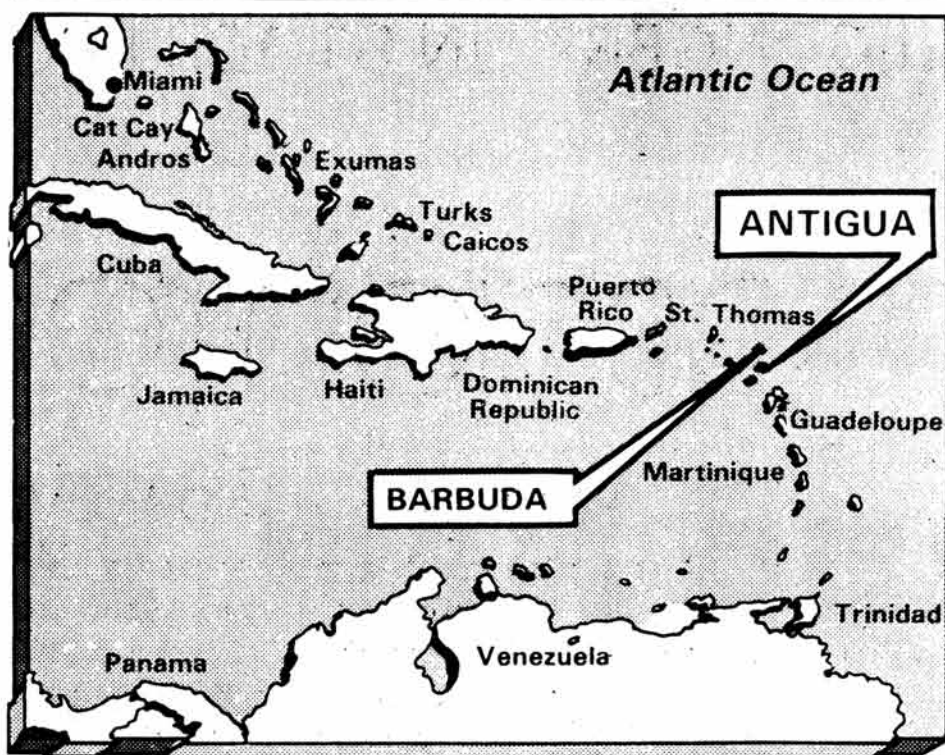 Atlantic Ocean
Miami
Cat Cay
Andros
Exumas
Turks
Caicos
ANTIGUA
Cuba
Puerto
Rico
St. Thomas
Jamaica
Haiti
Dominican
Republic
Guadeloupe
Martinique
BARBUDA
Trinidad
Venezuela
Panama